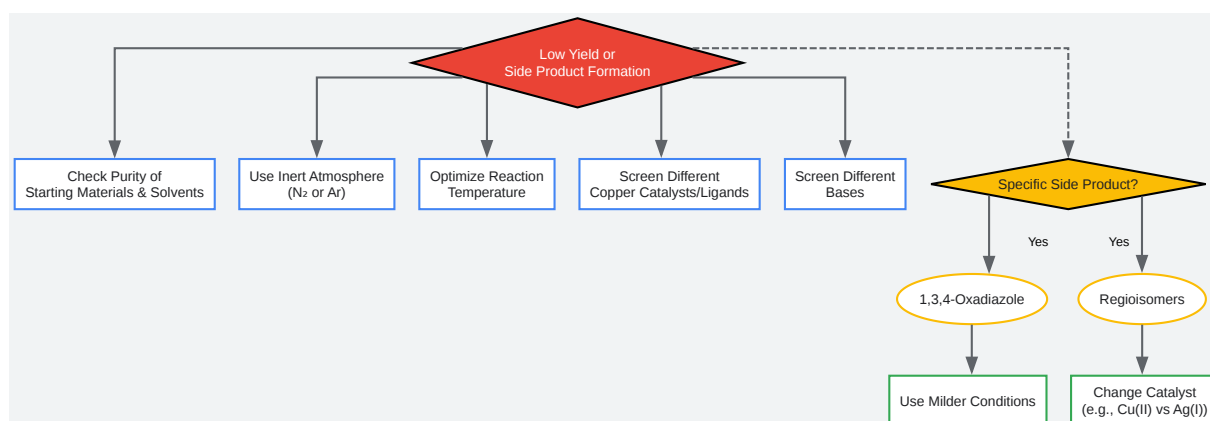 Low Yield or
Side Product Formation
Check Purity of
Starting Materials & Solvents
Use Inert Atmosphere
(N₂ or Ar)
Optimize Reaction
Temperature
Screen Different
Copper Catalysts/Ligands
Screen Different
Bases
Specific Side Product?
Yes
Yes
1,3,4-Oxadiazole
Regioisomers
Use Milder Conditions
Change Catalyst
(e.g., Cu(II) vs Ag(I))